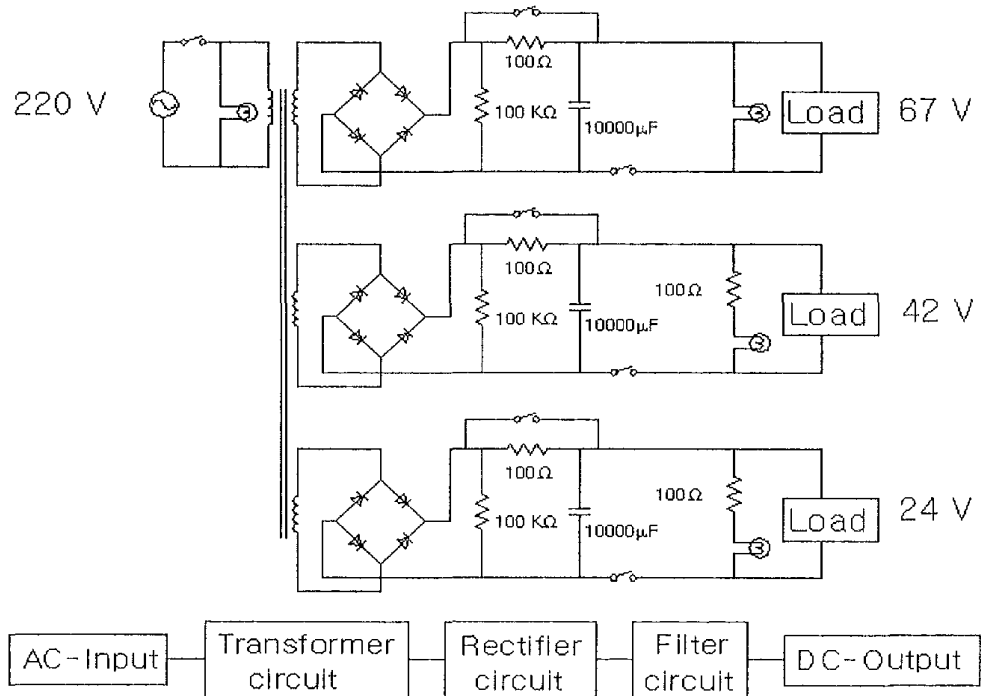 100Ω
220 V
100 KΩ
10000μF
Load
67 V
100Ω
100 KΩ
10000μF
100Ω
Load
42 V
100Ω
100 KΩ
10000μF
100Ω
Load
24 V
AC-Input
Transformer
circuit
Rectifier
circuit
Filter
circuit
DC-Output